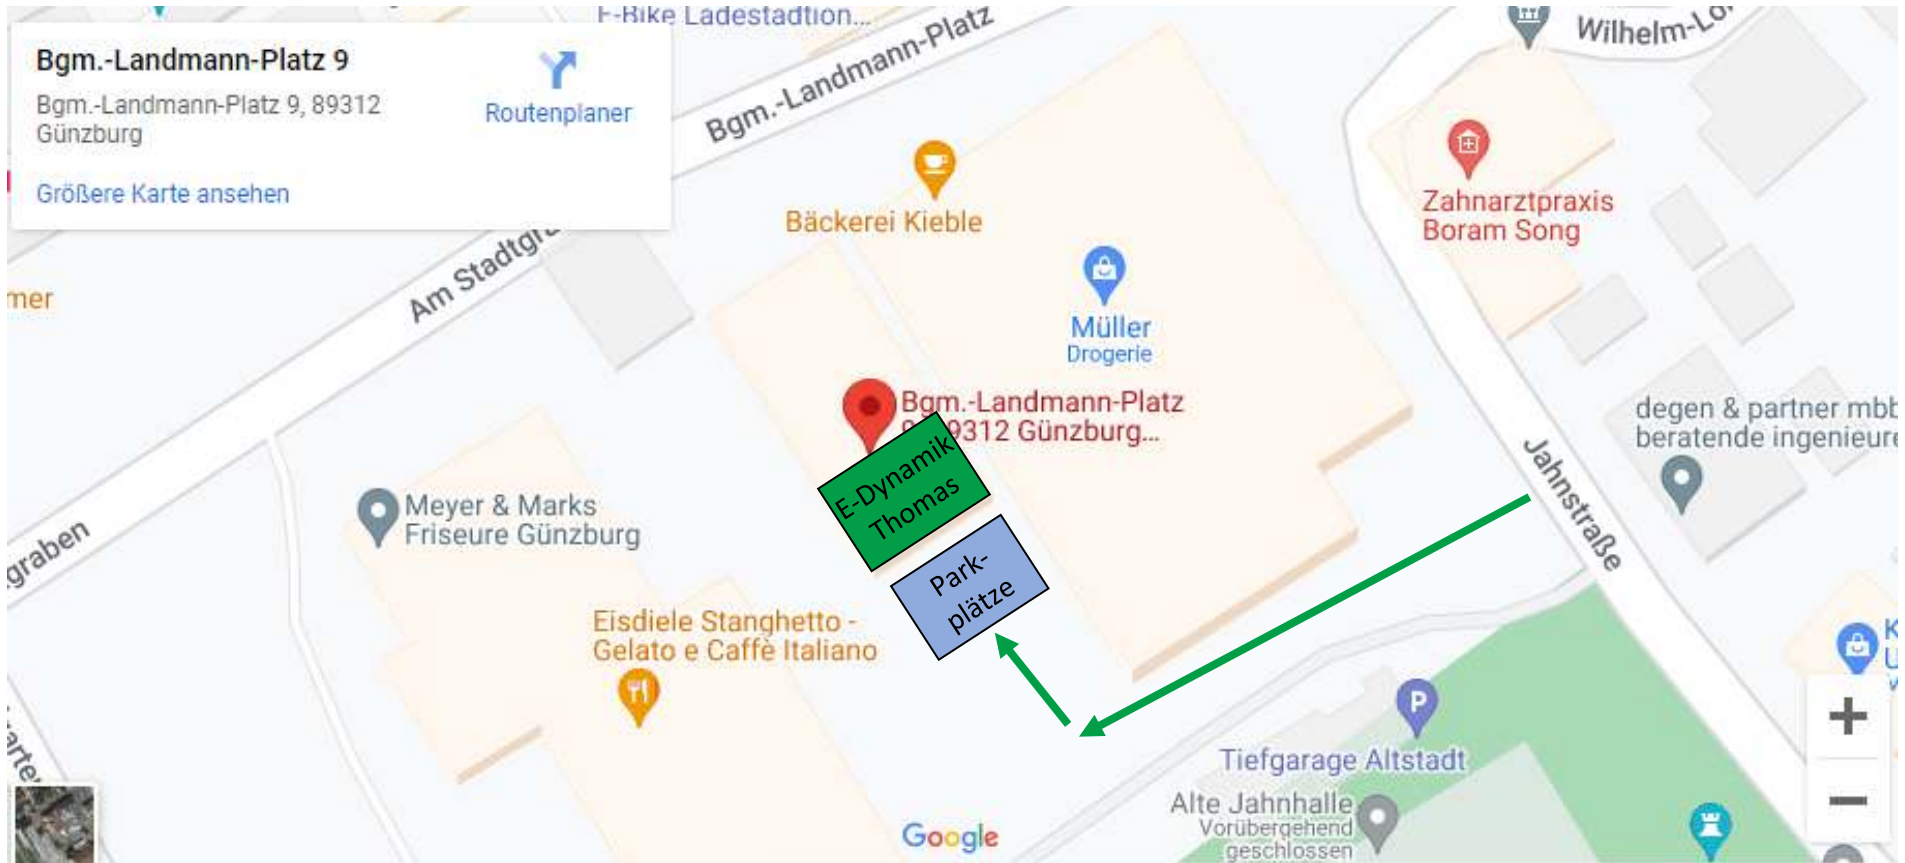 E-Bike Ladestadtion...
Wilhelm-Lo
Bgm.-Landmann-Platz 9
Bgm.-Landmann-Platz 9, 89312
Günzburg
Größere Karte ansehen
Routenplaner
Bgm.-Landmann-Platz
Am Stadtgr
Bäckerei Kieble
Zahnarztpraxis
Boram Song
mer
Müller
Drogerie
Bgm.-Landmann-Platz
9312 Günzburg...
E-Dynamik
Thomas
Park-
plätze
degen & partner mbb
beratende ingenieure
Jahnstraße
Meyer & Marks
Friseure Günzburg
graben
Eisdiele Stanghetto -
Gelato e Caffè Italiano
P
Tiefgarage Altstadt
Alte Jahnhalle
Vorübergehend
geschlossen
K
U
arte
Google
+
−